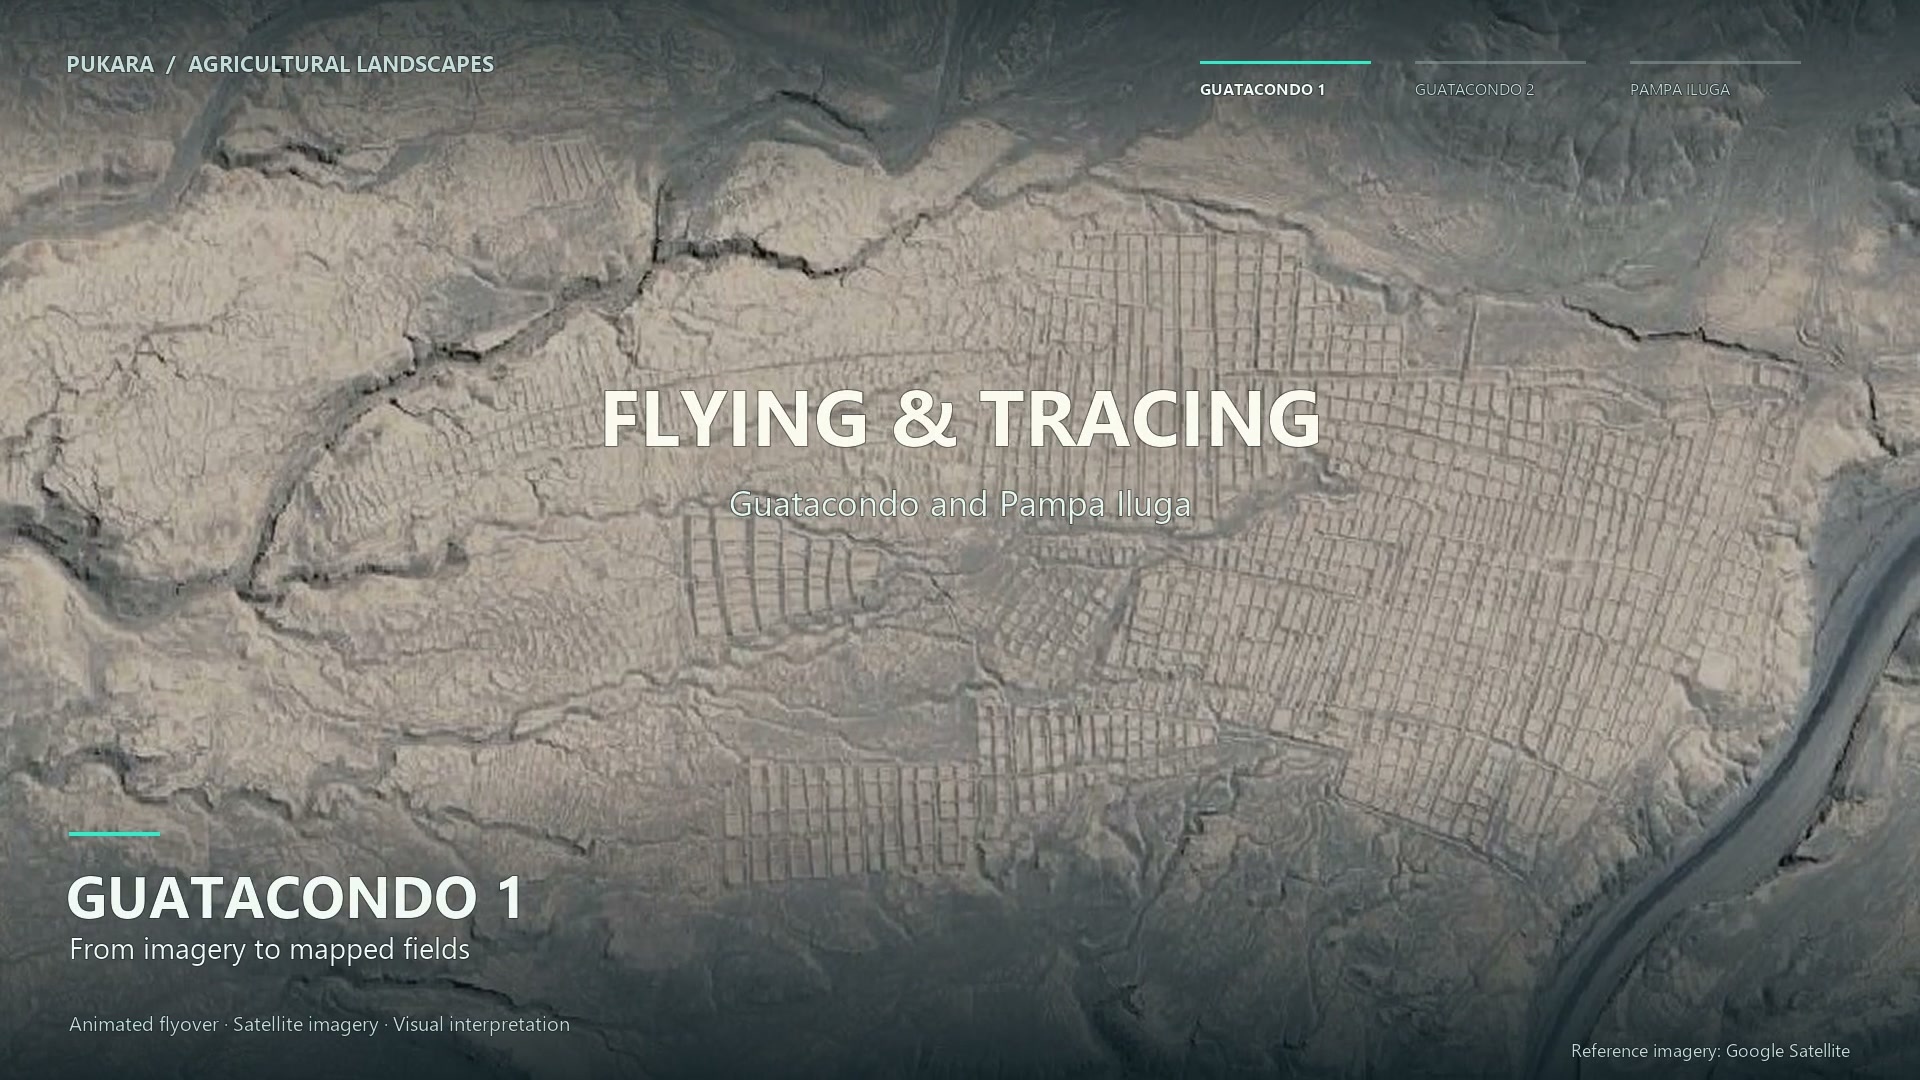 PUKARA / AGRICULTURAL LANDSCAPES
GUATACONDO 1
GUATACONDO 2
PAMPA ILUGA
FLYING & TRACING
Guatacondo and Pampa Iluga
GUATACONDO 1
From imagery to mapped fields
Animated flyover · Satellite imagery · Visual interpretation
Reference imagery: Google Satellite